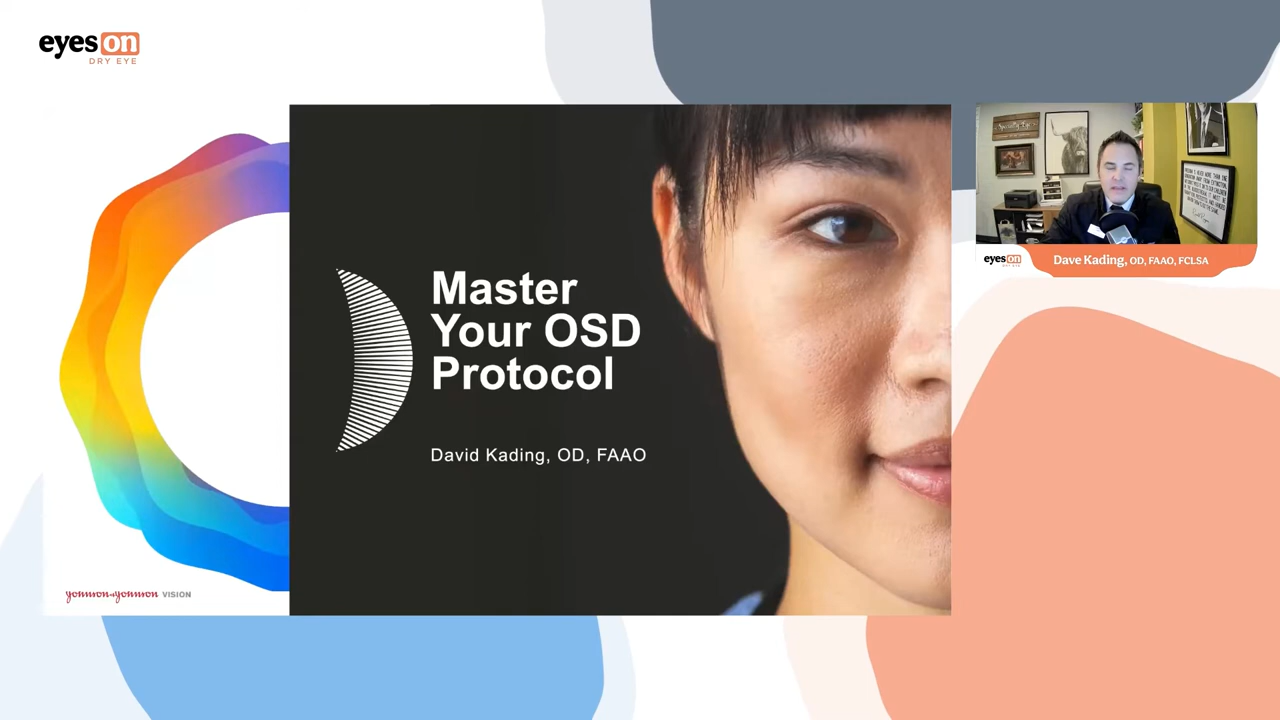 eyes on
DRY EYE
Master
Your OSD
Protocol
David Kading, OD, FAAO
Johnson & Johnson VISION
eyes on
DRY EYE
Dave Kading, OD, FAAO, FCLSA